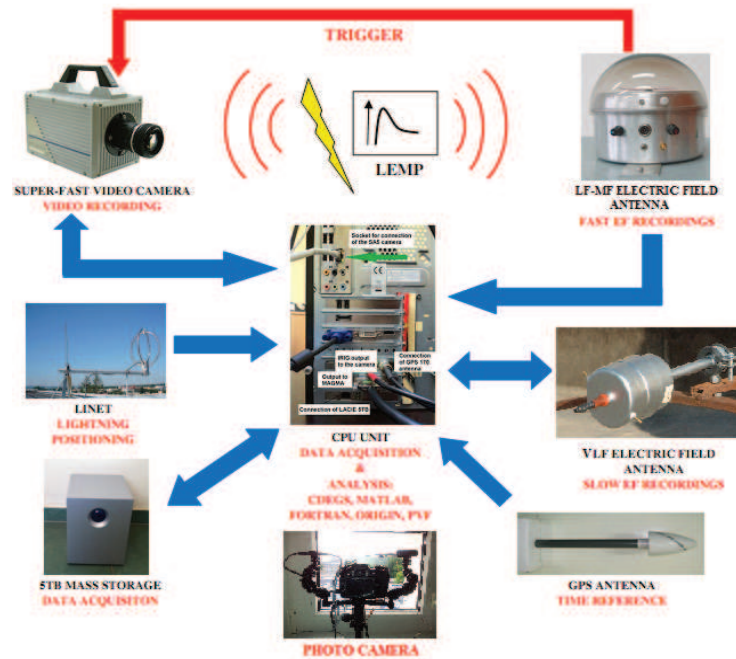 TRIGGER
LEMP
SUPER-FAST VIDEO CAMERA
VIDEO RECORDING
LF-MF ELECTRIC FIELD
ANTENNA
FAST EF RECORDINGS
Socket for connection
of the SA5 camera
IRIG output
to the camera
Connection
of GPS 170
antenna
Output to
MAGMA
Connection of LACIE 5TB
LINET
LIGHTNING
POSITIONING
CPU UNIT
DATA ACQUISITION
&
ANALYSIS:
CDEGS, MATLAB,
FORTRAN, ORIGIN, PVF
VLF ELECTRIC FIELD
ANTENNA
SLOW EF RECORDINGS
5TB MASS STORAGE
DATA ACQUISITON
GPS ANTENNA
TIME REFERENCE
PHOTO CAMERA